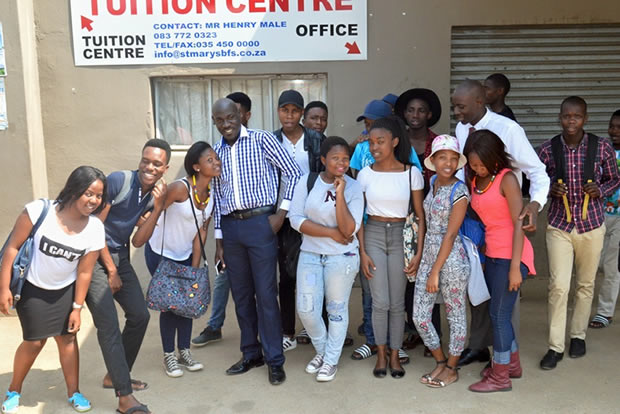 TUITION CENTRE
CONTACT: MR HENRY MALE
083 772 0323
TEL/FAX:035 450 0000
info@stmarysbfs.co.za
TUITION
CENTRE
OFFICE
I CAN'T